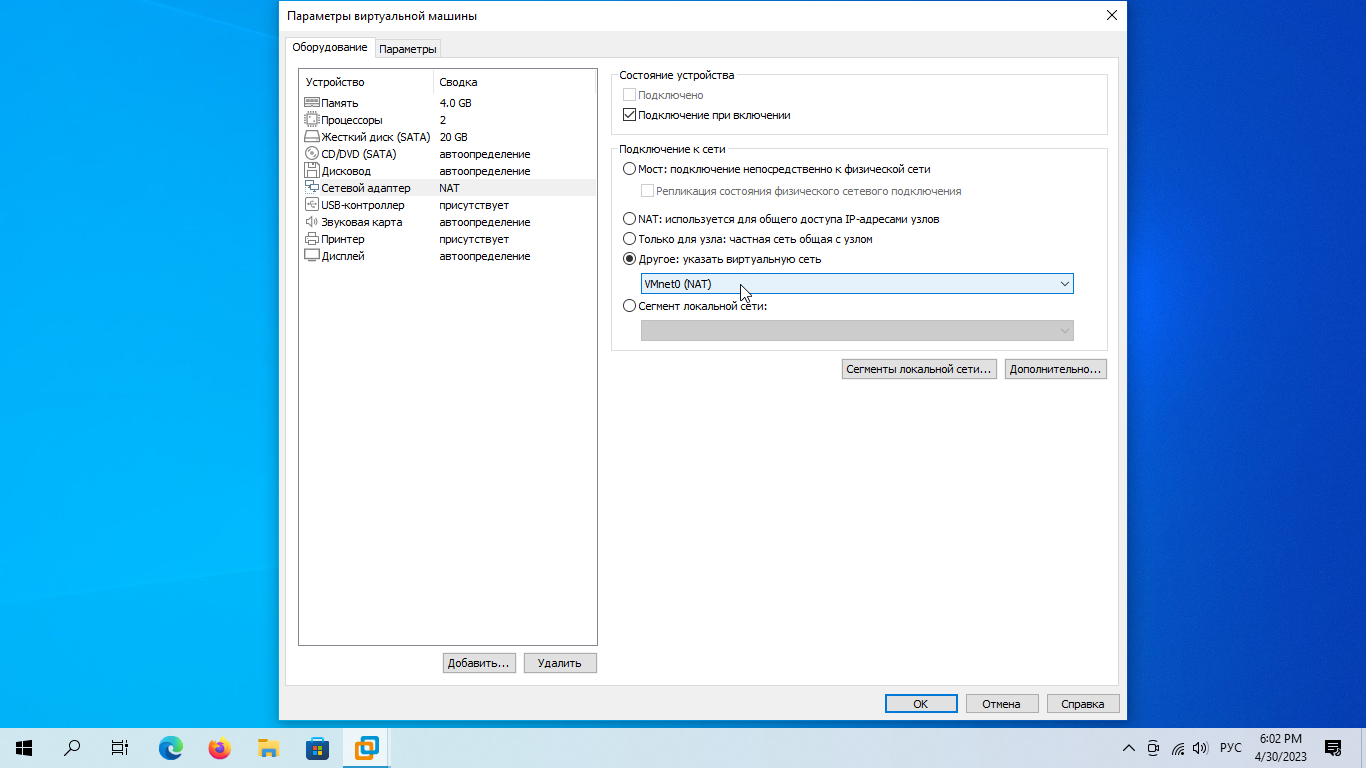 Параметры виртуальной машины
Оборудование Параметры
Устройство Сводка
Память 4.0 GB
Процессоры 2
Жесткий диск (SATA) 20 GB
CD/DVD (SATA) автоопределение
Дисковод автоопределение
Сетевой адаптер NAT
USB-контроллер присутствует
Звуковая карта автоопределение
Принтер присутствует
Дисплей автоопределение
Добавить... Удалить
Состояние устройства
Подключено
Подключение при включении
Подключение к сети
Мост: подключение непосредственно к физической сети
Репликация состояния физического сетевого подключения
NAT: используется для общего доступа IP-адресами узлов
Только для узла: частная сеть общая с узлом
Другое: указать виртуальную сеть
VMnet0 (NAT)
Сегмент локальной сети:
Сегменты локальной сети... Дополнительно...
OK Отмена Справка
РУС
6:02 PM
4/30/2023